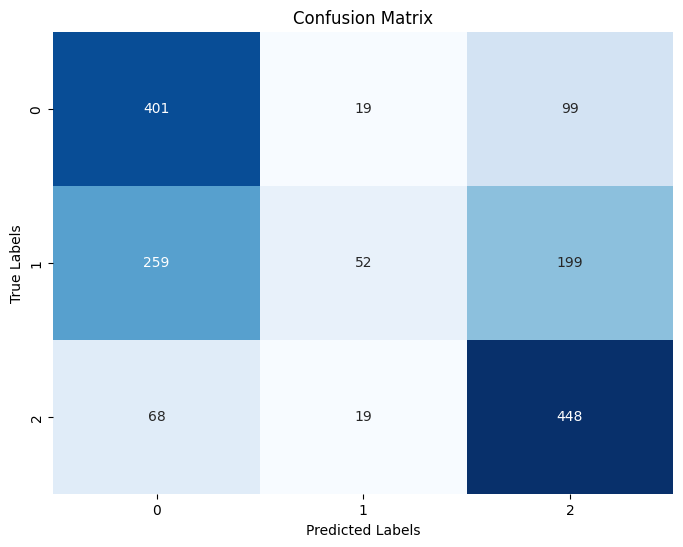 Confusion Matrix
True Labels
0 401 19 99
1 259 52 199
2 68 19 448
0 1 2
Predicted Labels